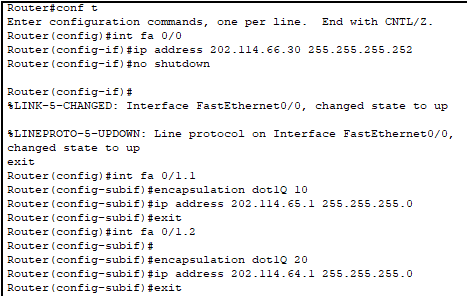 Router#conf t
Enter configuration commands, one per line.  End with CNTL/Z.
Router(config)#int fa 0/0
Router(config-if)#ip address 202.114.66.30 255.255.255.252
Router(config-if)#no shutdown
Router(config-if)#
%LINK-5-CHANGED: Interface FastEthernet0/0, changed state to up
%LINEPROTO-5-UPDOWN: Line protocol on Interface FastEthernet0/0,
changed state to up
exit
Router(config)#int fa 0/1.1
Router(config-subif)#encapsulation dot1Q 10
Router(config-subif)#ip address 202.114.65.1 255.255.255.0
Router(config-subif)#exit
Router(config)#int fa 0/1.2
Router(config-subif)#
Router(config-subif)#encapsulation dot1Q 20
Router(config-subif)#ip address 202.114.64.1 255.255.255.0
Router(config-subif)#exit